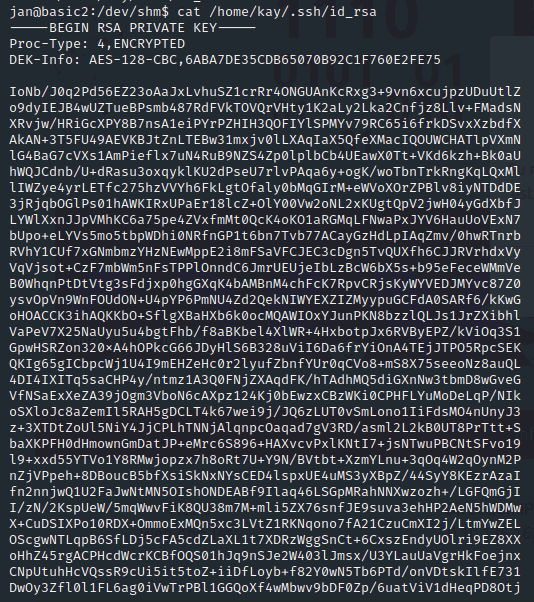 jan@basic2:/dev/shm$ cat /home/kay/.ssh/id_rsa
-----BEGIN RSA PRIVATE KEY-----
Proc-Type: 4,ENCRYPTED
DEK-Info: AES-128-CBC,6ABA7DE35CDB65070B92C1F760E2FE75

IoNb/J0q2Pd56EZ23oAaJxLvhuSZ1crRr4ONGUAnKcRxg3+9vn6xcujpzUDuUtlZ
o9dyIEJB4wUZTueBPsmb487RdFVkTOVQrVHty1K2aLy2Lka2Cnfjz8Llv+FMadsN
XRvjw/HRiGcXPY8B7nsA1eiPYrPZHIH3QOFIYlSPMYv79RC65i6frkDSvxXzbdfX
AkAN+3T5FU49AEVKBJtZnLTEBw31mxjv0lLXAqIaX5QfeXMacIQOUWCHATlpVXmN
lG4BaG7cVXs1AmPieflx7uN4RuB9NZS4Zp0lplbCb4UEawX0Tt+VKd6kzh+Bk0aU
hWQJCdnb/U+dRasu3oxqyklKU2dPseU7rlvPAqa6y+ogK/woTbnTrkRngKqLQxMl
lIWZye4yrLETfc275hzVVYh6FkLgtOfaly0bMqGIrM+eWVoXOrZPBlv8iyNTDdDE
3jRjqbOGlPs01hAWKIRxUPaEr18lcZ+OlY00Vw2oNL2xKUgtQpV2jwH04yGdXbfJ
LYWlXxnJJpVMhKC6a75pe4ZVxfmMt0QcK4oKO1aRGMqLFNwaPxJYV6HauUoVExN7
bUpo+eLYVs5mo5tbpWDhi0NRfnGP1t6bn7Tvb77ACayGzHdLpIAqZmv/0hwRTnrb
RVhY1CUf7xGNmbmzYHzNEwMppE2i8mFSaVFCJEC3cDgn5TvQUXfh6CJJRVrhdxVy
VqVjsot+CzF7mbWm5nFsTPPlOnndC6JmrUEUjeIbLzBcW6bX5s+b95eFeceWMmVe
B0WhqnPtDtVtg3sFdjxp0hgGXqK4bAMBnM4chFcK7RpvCRjsKyWYVEDJMYvc87Z0
ysvOpVn9WnFOUdON+U4pYP6PmNU4Zd2QekNIWYEXZIZMyypuGCFdA0SARf6/kKwG
oHOACCK3ihAQKKbO+SflgXBaHXb6k0ocMQAWIOxYJunPKN8bzzlQLJs1JrZXibhl
VaPeV7X25NaUyu5u4bgtFhb/f8aBKbel4XlWR+4HxbotpJx6RVByEPZ/kViOq3S1
GpwHSRZon320×A4hOPkcG66JDyHlS6B328uViI6Da6frYiOnA4TEjJTPO5RpcSEK
QKIg65gICbpcWj1U4I9mEHZeHc0r2lyufZbnfYUr0qCVo8+mS8X75seeoNz8auQL
4DI4IXITq5saCHP4y/ntmz1A3Q0FNjZXAqdFK/hTAdhMQ5diGXnNw3tbmD8wGveG
VfNSaExXeZA39jOgm3VboN6cAXpz124Kj0bEwzxCBzWKi0CPHFLYuMoDeLqP/NIk
oSXloJc8aZemIl5RAH5gDCLT4k67wei9j/JQ6zLUT0vSmLono1IiFdsMO4nUnyJ3
z+3XTDtZoUl5NiY4JjCPLhTNNjAlqnpcOaqad7gV3RD/asml2L2kB0UT8PrTtt+S
baXKPFH0dHmownGmDatJP+eMrc6S896+HAXvcvPxlKNtI7+jsNTwuPBCNtSFvo19
l9+xxd55YTVo1Y8RMwjopzx7h8oRt7U+Y9N/BVtbt+XzmYLnu+3qOq4W2qOynM2P
nZjVPpeh+8DBoucB5bfXsiSkNxNYsCED4lspxUE4uMS3yXBpZ/44SyY8KEzrAzaI
fn2nnjwQ1U2FaJwNtMN5OIshONDEABf9Ilaq46LSGpMRahNNXwzozh+/LGFQmGjI
I/zN/2KspUeW/5mqWwvFiK8QU38m7M+mli5ZX76snfJE9suva3ehHP2AeN5hWDMw
X+CuDSIXPo10RDX+OmmoExMQn5xc3LVtZ1RKNqono7fA21CzuCmXI2j/LtmYwZEL
OScgwNTLqpB6SfLDj5cFA5cdZLaXL1t7XDRzWggSnCt+6CxszEndyUOlri9EZ8XX
oHhZ45rgACPHcdWcrKCBfOQS01hJq9nSJe2W403lJmsx/U3YLauUaVgrHkFoejnx
CNpUtuhHcVQssR9cUi5it5toZ+iiDfLoyb+f82Y0wN5Tb6PTd/onVDtskIlfE731
DwOy3Zfl0l1FL6ag0iVwTrPBl1GGQoXf4wMbwv9bDF0Zp/6uatViV1dHeqPD8Otj